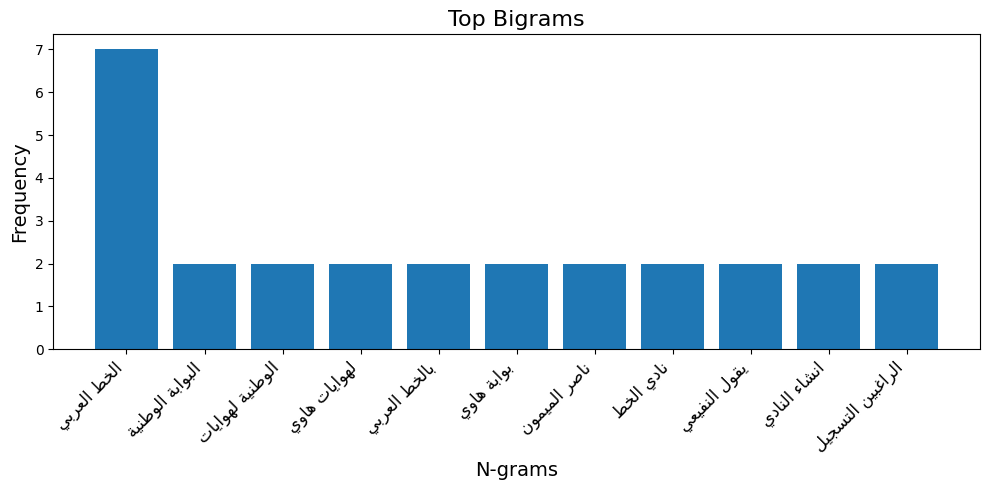 Top Bigrams
Frequency
7
6
5
4
3
2
1
0
الخط العربي
البوابة الوطنية
الوطنية لهوايات
لهوايات هاوي
بالخط العربي
بوابة هاوي
ناصر الميمون
نادي الخط
يقول النفيعي
انشاء النادي
الراغبين التسجيل
N-grams